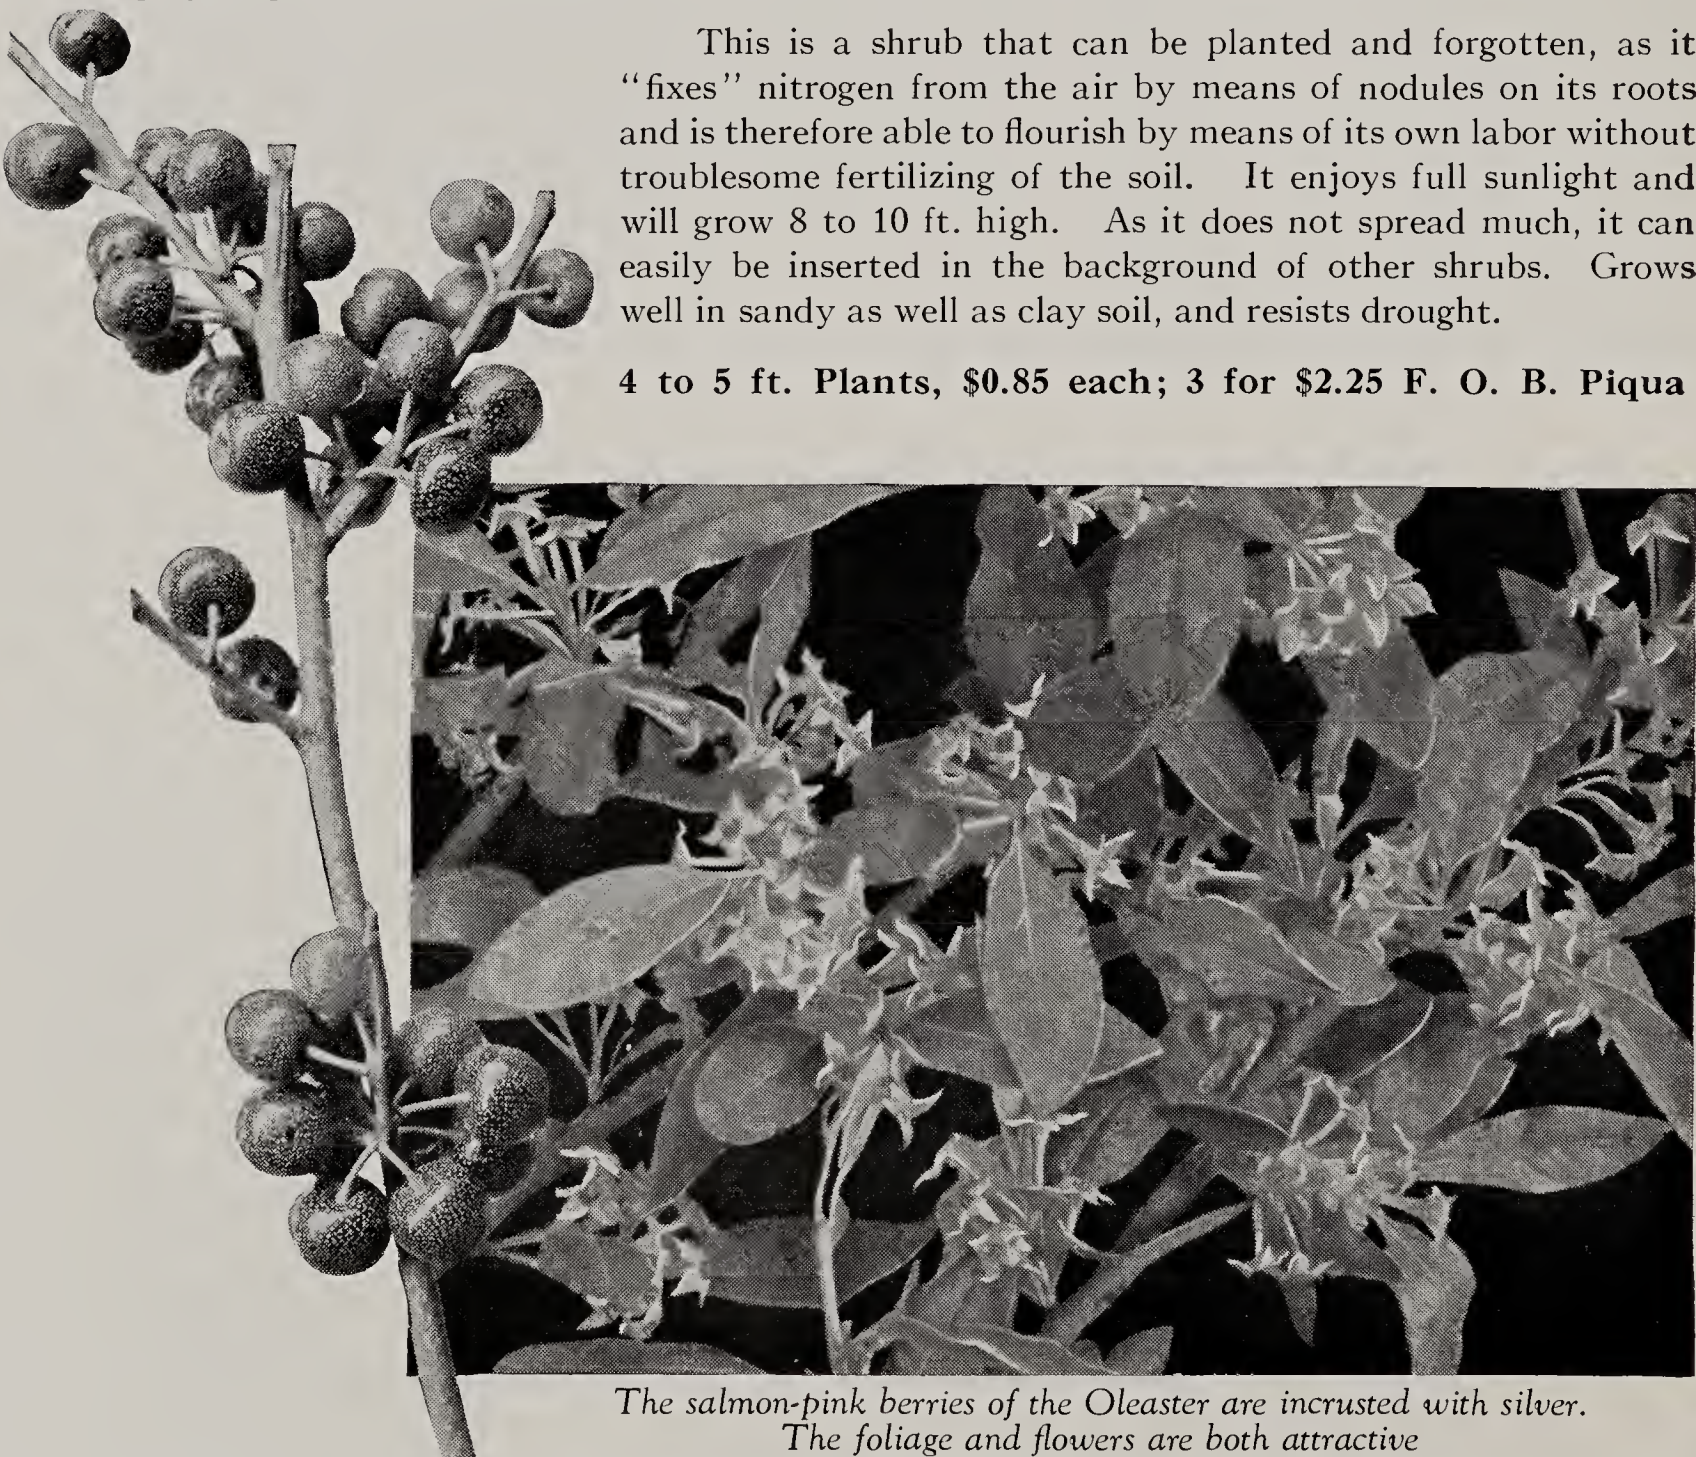 This is a shrub that can be planted and forgotten, as it
“fixes” nitrogen from the air by means of nodules on its roots
and is therefore able to flourish by means of its own labor without
troublesome fertilizing of the soil. It enjoys full sunlight and
will grow 8 to 10 ft. high. As it does not spread much, it can
easily be inserted in the background of other shrubs. Grows
well in sandy as well as clay soil, and resists drought.
4 to 5 ft. Plants, $0.85 each; 3 for $2.25 F. O. B. Piqua
The salmon-pink berries of the Oleaster are incrusted with silver.
The foliage and flowers are both attractive